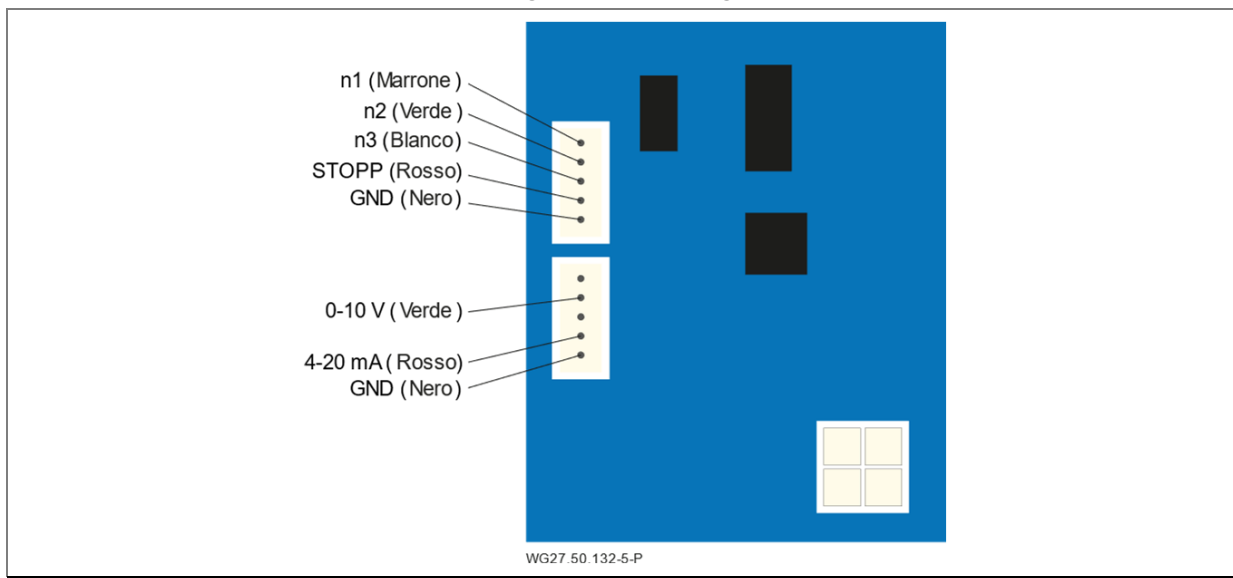 n1 (Marrone )
n2 (Verde )
n3 (Blanco)
STOPP (Rosso)
GND (Nero)
0-10 V ( Verde )
4-20 mA ( Rosso)
GND (Nero)
WG27.50.132-5-P